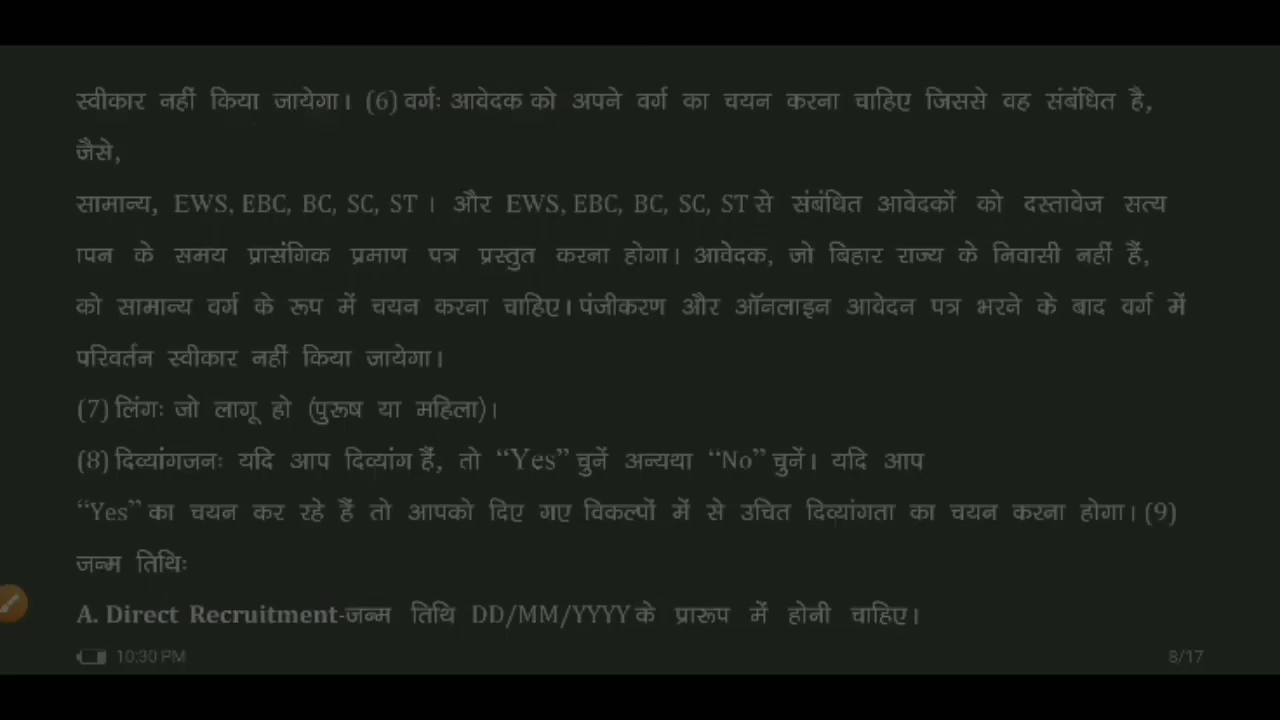 स्वीकार नहीं किया जायेगा। (6) वर्गः आवेदक को अपने वर्ग का चयन करना चाहिए जिससे वह संबंधित है,
जैसे,
सामान्य, EWS, EBC, BC, SC, ST । और EWS, EBC, BC, SC, ST से संबंधित आवेदकों को दस्तावेज सत्य
ापन के समय प्रासंगिक प्रमाण पत्र प्रस्तुत करना होगा। आवेदक, जो बिहार राज्य के निवासी नहीं हैं,
को सामान्य वर्ग के रूप में चयन करना चाहिए। पंजीकरण और ऑनलाइन आवेदन पत्र भरने के बाद वर्ग में
परिवर्तन स्वीकार नहीं किया जायेगा।
(7) लिंगः जो लागू हो (पुरूष या महिला)।
(8) दिव्यांगजनः यदि आप दिव्यांग हैं, तो “Yes” चुनें अन्यथा “No” चुनें। यदि आप
“Yes” का चयन कर रहे हैं तो आपको दिए गए विकल्पों में से उचित दिव्यांगता का चयन करना होगा। (9)
जन्म तिथिः
A. Direct Recruitment-जन्म तिथि DD/MM/YYYY के प्रारूप में होनी चाहिए।
10:30 PM 8/17